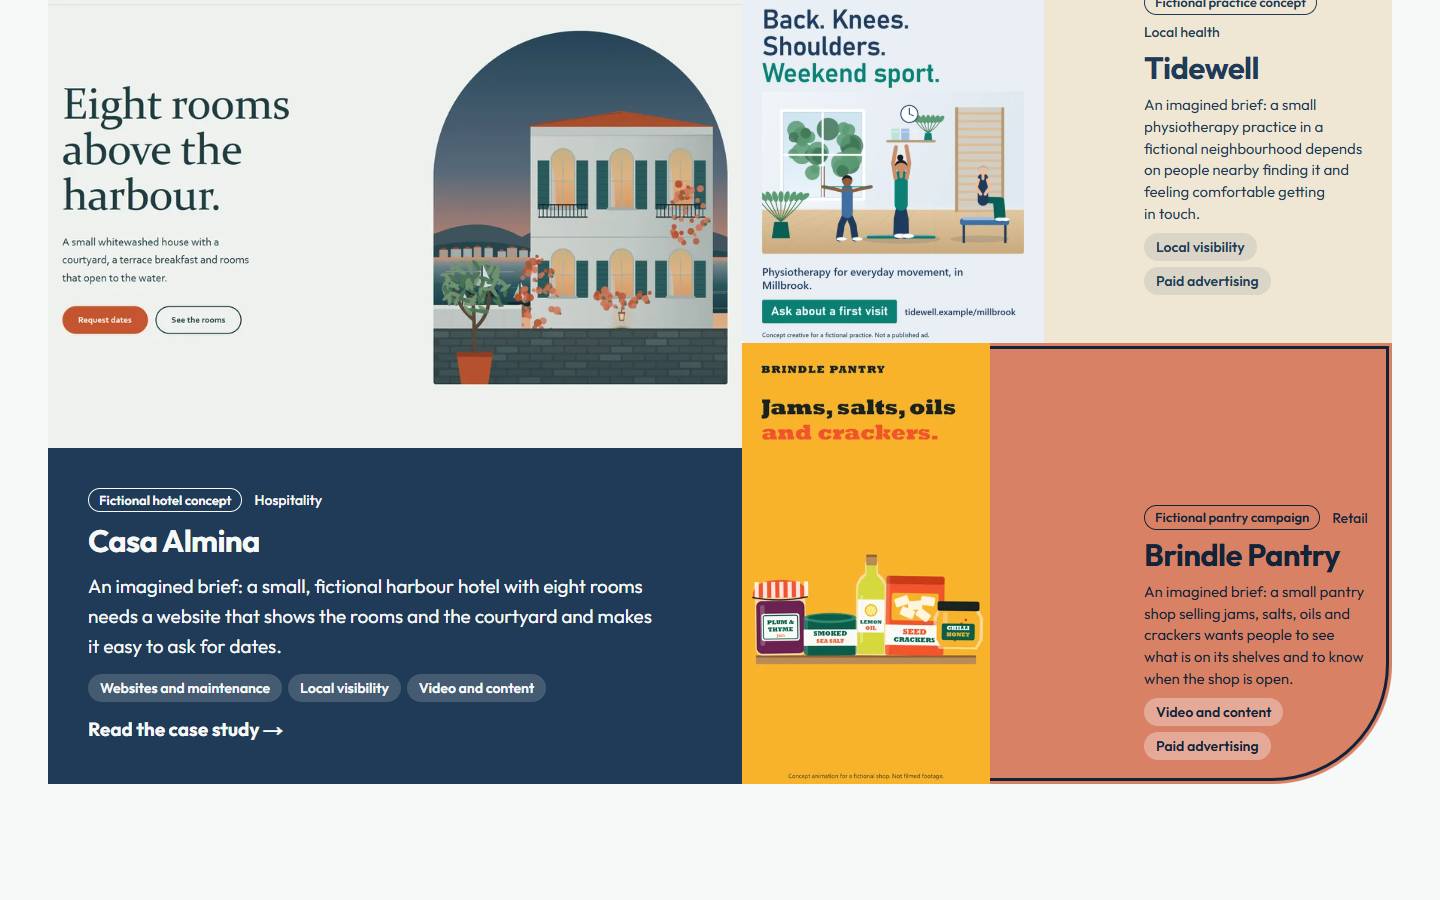 Eight rooms
above the
harbour.
A small whitewashed house with a
courtyard, a terrace breakfast and rooms
that open to the water.
Request dates
See the rooms
Fictional hotel concept
Hospitality
Casa Almina
An imagined brief: a small, fictional harbour hotel with eight rooms
needs a website that shows the rooms and the courtyard and makes
it easy to ask for dates.
Websites and maintenance
Local visibility
Video and content
Read the case study →
Back. Knees.
Shoulders.
Weekend sport.
Physiotherapy for everyday movement, in
Millbrook.
Ask about a first visit
tidewell.example/millbrook
Concept creative for a fictional practice. Not a published ad.
Fictional practice concept
Local health
Tidewell
An imagined brief: a small
physiotherapy practice in a
fictional neighbourhood depends
on people nearby finding it and
feeling comfortable getting
in touch.
Local visibility
Paid advertising
BRINDLE PANTRY
Jams, salts, oils
and crackers.
PLUM &
THYME
jam
SMOKED
SEA SALT
LEMON
OIL
SEED
CRACKERS
CHILLI
HONEY
Concept animation for a fictional shop. Not filmed footage.
Fictional pantry campaign
Retail
Brindle Pantry
An imagined brief: a small pantry
shop selling jams, salts, oils and
crackers wants people to see
what is on its shelves and to know
when the shop is open.
Video and content
Paid advertising